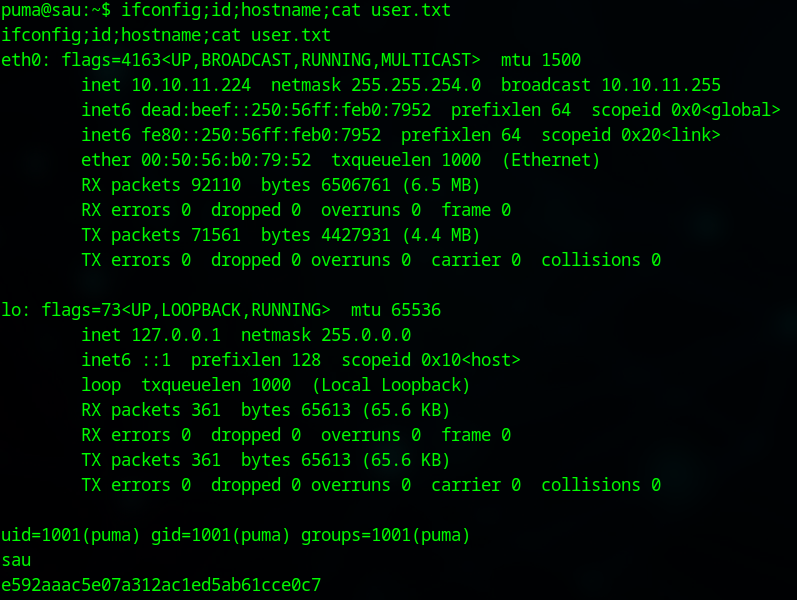 puma@sau:~$ ifconfig;id;hostname;cat user.txt
ifconfig;id;hostname;cat user.txt
eth0: flags=4163<UP,BROADCAST,RUNNING,MULTICAST>  mtu 1500
        inet 10.10.11.224  netmask 255.255.254.0  broadcast 10.10.11.255
        inet6 dead:beef::250:56ff:feb0:7952  prefixlen 64  scopeid 0x0<global>
        inet6 fe80::250:56ff:feb0:7952  prefixlen 64  scopeid 0x20<link>
        ether 00:50:56:b0:79:52  txqueuelen 1000  (Ethernet)
        RX packets 92110  bytes 6506761 (6.5 MB)
        RX errors 0  dropped 0  overruns 0  frame 0
        TX packets 71561  bytes 4427931 (4.4 MB)
        TX errors 0  dropped 0 overruns 0  carrier 0  collisions 0

lo: flags=73<UP,LOOPBACK,RUNNING>  mtu 65536
        inet 127.0.0.1  netmask 255.0.0.0
        inet6 ::1  prefixlen 128  scopeid 0x10<host>
        loop  txqueuelen 1000  (Local Loopback)
        RX packets 361  bytes 65613 (65.6 KB)
        RX errors 0  dropped 0  overruns 0  frame 0
        TX packets 361  bytes 65613 (65.6 KB)
        TX errors 0  dropped 0 overruns 0  carrier 0  collisions 0

uid=1001(puma) gid=1001(puma) groups=1001(puma)
sau
e592aaac5e07a312ac1ed5ab61cce0c7